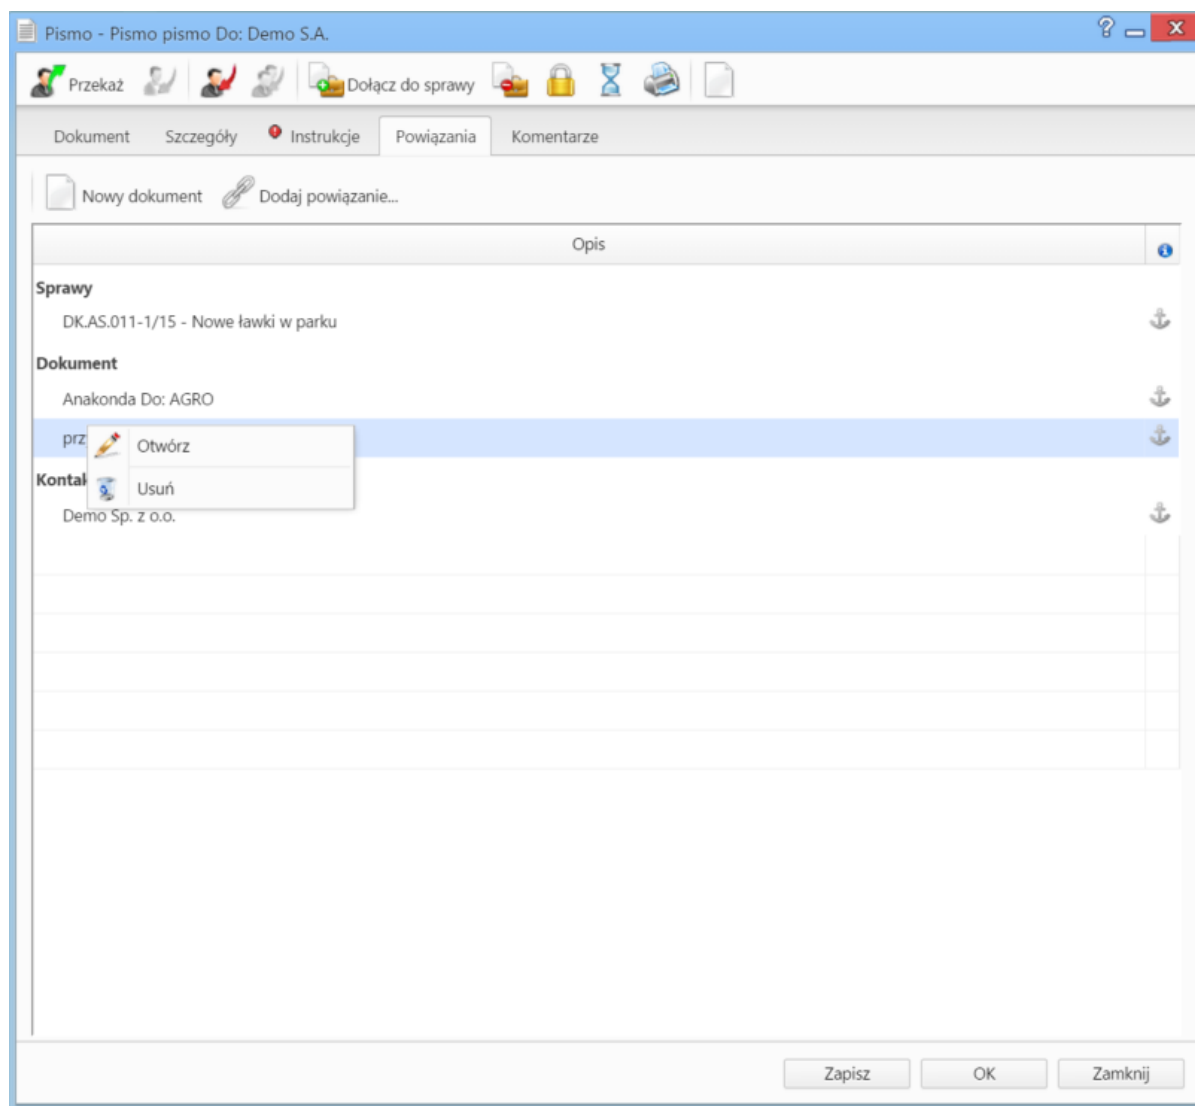 Pismo - Pismo pismo Do: Demo S.A.
Przekaż Dołącz do sprawy
Dokument Szczegóły Instrukcje Powiązania Komentarze
Nowy dokument Dodaj powiązanie...
Opis
Sprawy
DK.AS.011-1/15 - Nowe ławki w parku
Dokument
Anakonda Do: AGRO
Otwórz
Usuń
Demo Sp. z o.o.
Zapisz OK Zamknij